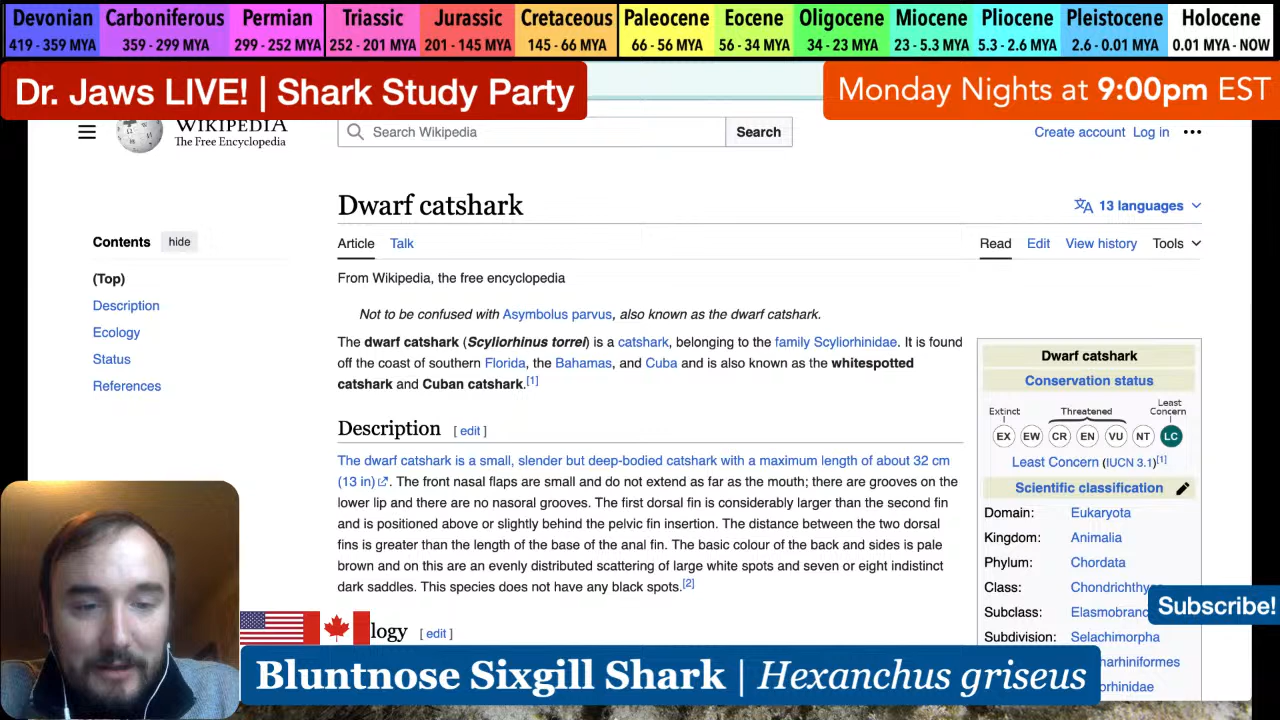 Devonian Carboniferous Permian Triassic Jurassic Cretaceous Paleocene Eocene Oligocene Miocene Pliocene Pleistocene Holocene
419 - 359 MYA 359 - 299 MYA 299 - 252 MYA 252 - 201 MYA 201 - 145 MYA 145 - 66 MYA 66 - 56 MYA 56 - 34 MYA 34 - 23 MYA 23 - 5.3 MYA 5.3 - 2.6 MYA 2.6 - 0.01 MYA 0.01 MYA - NOW
Dr. Jaws LIVE! | Shark Study Party
Monday Nights at 9:00pm EST
WIKIPEDIA
The Free Encyclopedia
Search Wikipedia
Search
Create account Log in
Dwarf catshark
13 languages
Contents hide
(Top)
Description
Ecology
Status
References
Article Talk
Read Edit View history Tools
From Wikipedia, the free encyclopedia
Not to be confused with Asymbolus parvus, also known as the dwarf catshark.
The dwarf catshark (Scyliorhinus torrei) is a catshark, belonging to the family Scyliorhinidae. It is found
off the coast of southern Florida, the Bahamas, and Cuba and is also known as the whitespotted
catshark and Cuban catshark.[1]
Description [ edit ]
The dwarf catshark is a small, slender but deep-bodied catshark with a maximum length of about 32 cm
(13 in). The front nasal flaps are small and do not extend as far as the mouth; there are grooves on the
lower lip and there are no nasoral grooves. The first dorsal fin is considerably larger than the second fin
and is positioned above or slightly behind the pelvic fin insertion. The distance between the two dorsal
fins is greater than the length of the base of the anal fin. The basic colour of the back and sides is pale
brown and on this are an evenly distributed scattering of large white spots and seven or eight indistinct
dark saddles. This species does not have any black spots.[2]
logy [ edit ]
Dwarf catshark
Conservation status
Extinct Threatened Least
Concern
EX EW CR EN VU NT LC
Least Concern (IUCN 3.1)[1]
Scientific classification
Domain: Eukaryota
Kingdom: Animalia
Phylum: Chordata
Class: Chondrichthy
Subclass: Elasmobranc
Subdivision: Selachimorpha
harhiniformes
orhinidae
Subscribe!
Bluntnose Sixgill Shark | Hexanchus griseus